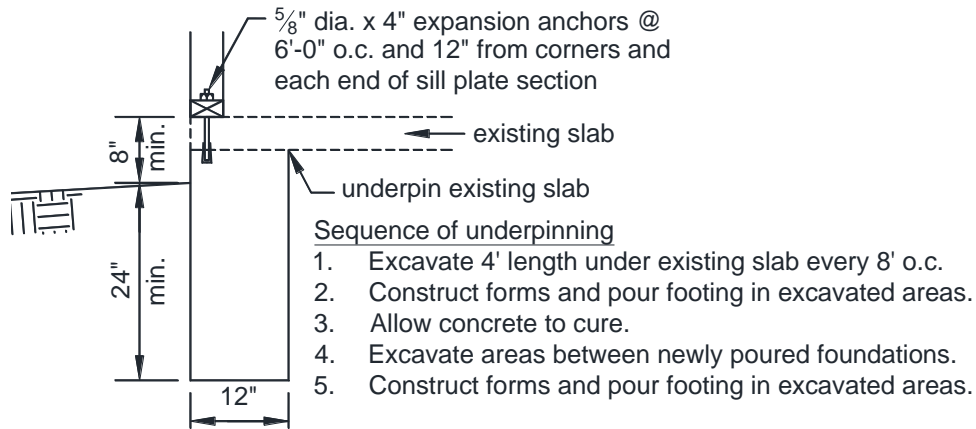 ⅝" dia. x 4" expansion anchors @
6'-0" o.c. and 12" from corners and
each end of sill plate section
existing slab
8"
min.
underpin existing slab
24"
min.
12"
Sequence of underpinning
1. Excavate 4' length under existing slab every 8' o.c.
2. Construct forms and pour footing in excavated areas.
3. Allow concrete to cure.
4. Excavate areas between newly poured foundations.
5. Construct forms and pour footing in excavated areas.